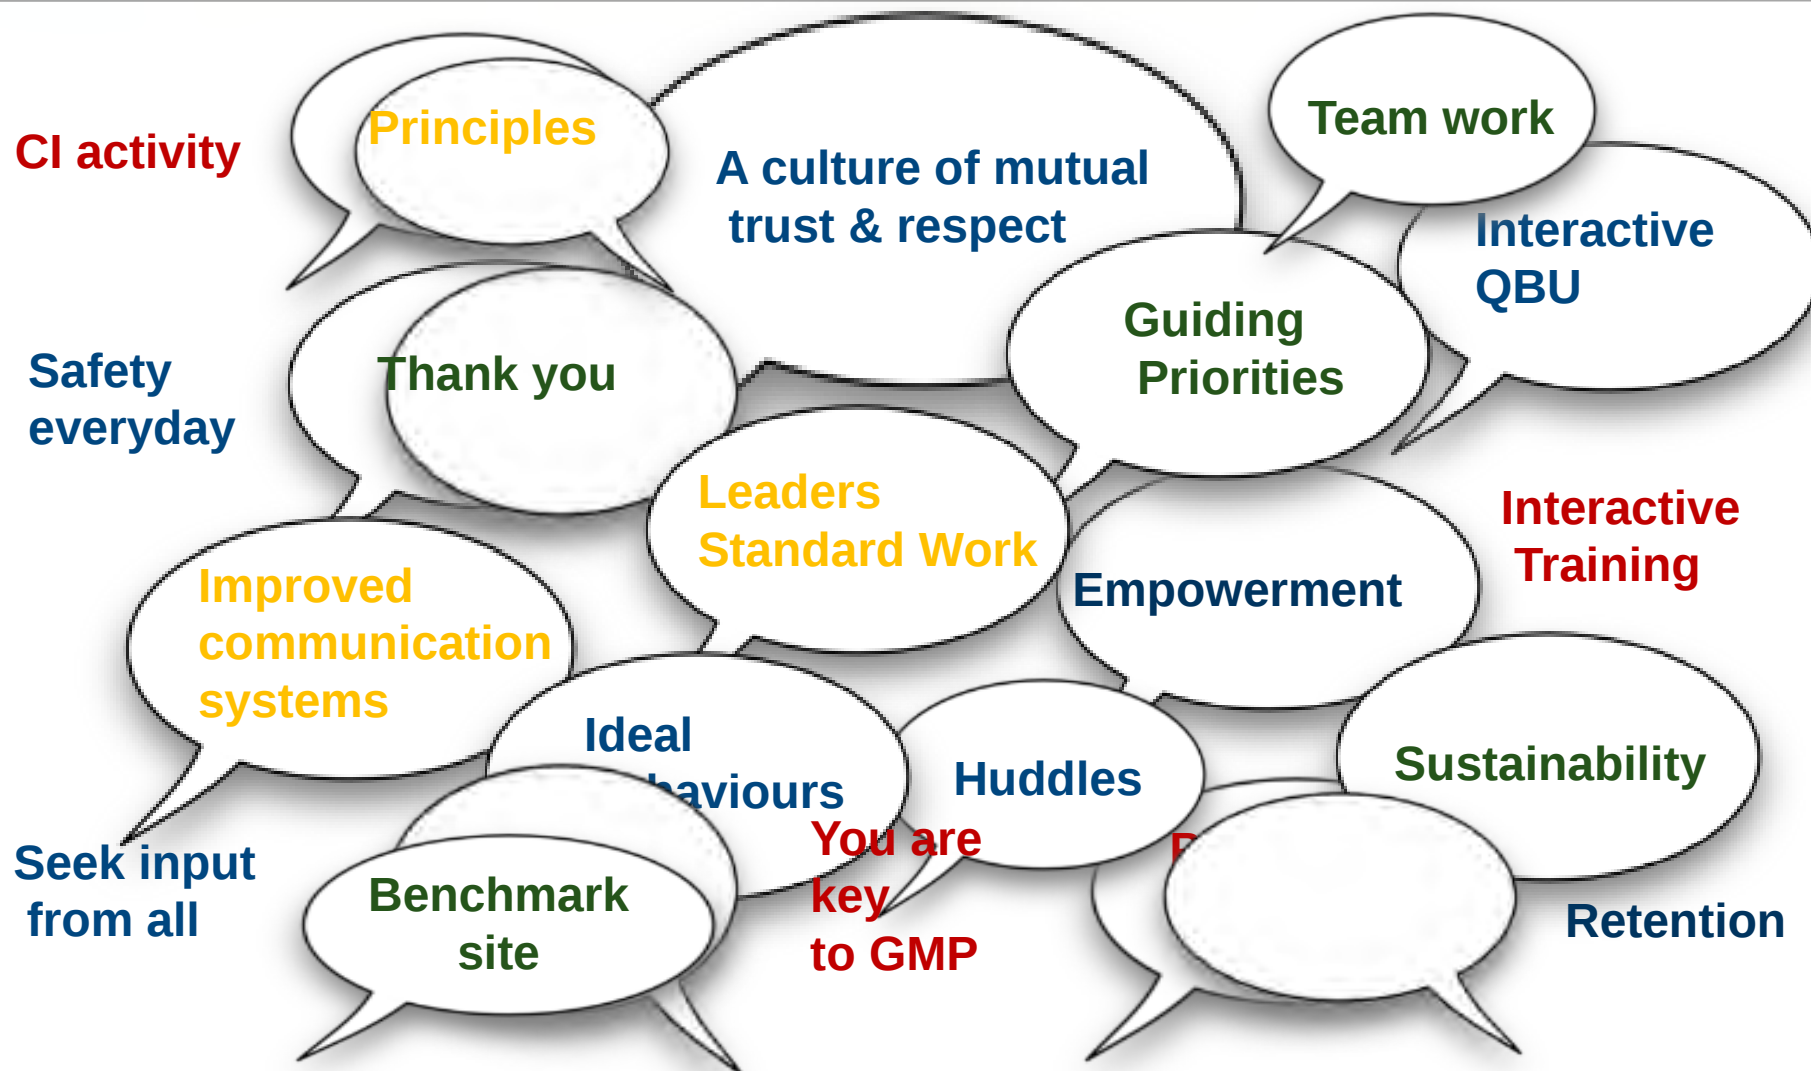 CI activity
Principles
A culture of mutual
trust & respect
Team work
Interactive
QBU
Guiding
Priorities
Safety
everyday
Thank you
Leaders
Standard Work
Interactive
Training
Empowerment
Improved
communication
systems
Ideal
aviours
Huddles
Sustainability
You are
key
to GMP
Seek input
from all
Benchmark
site
Retention